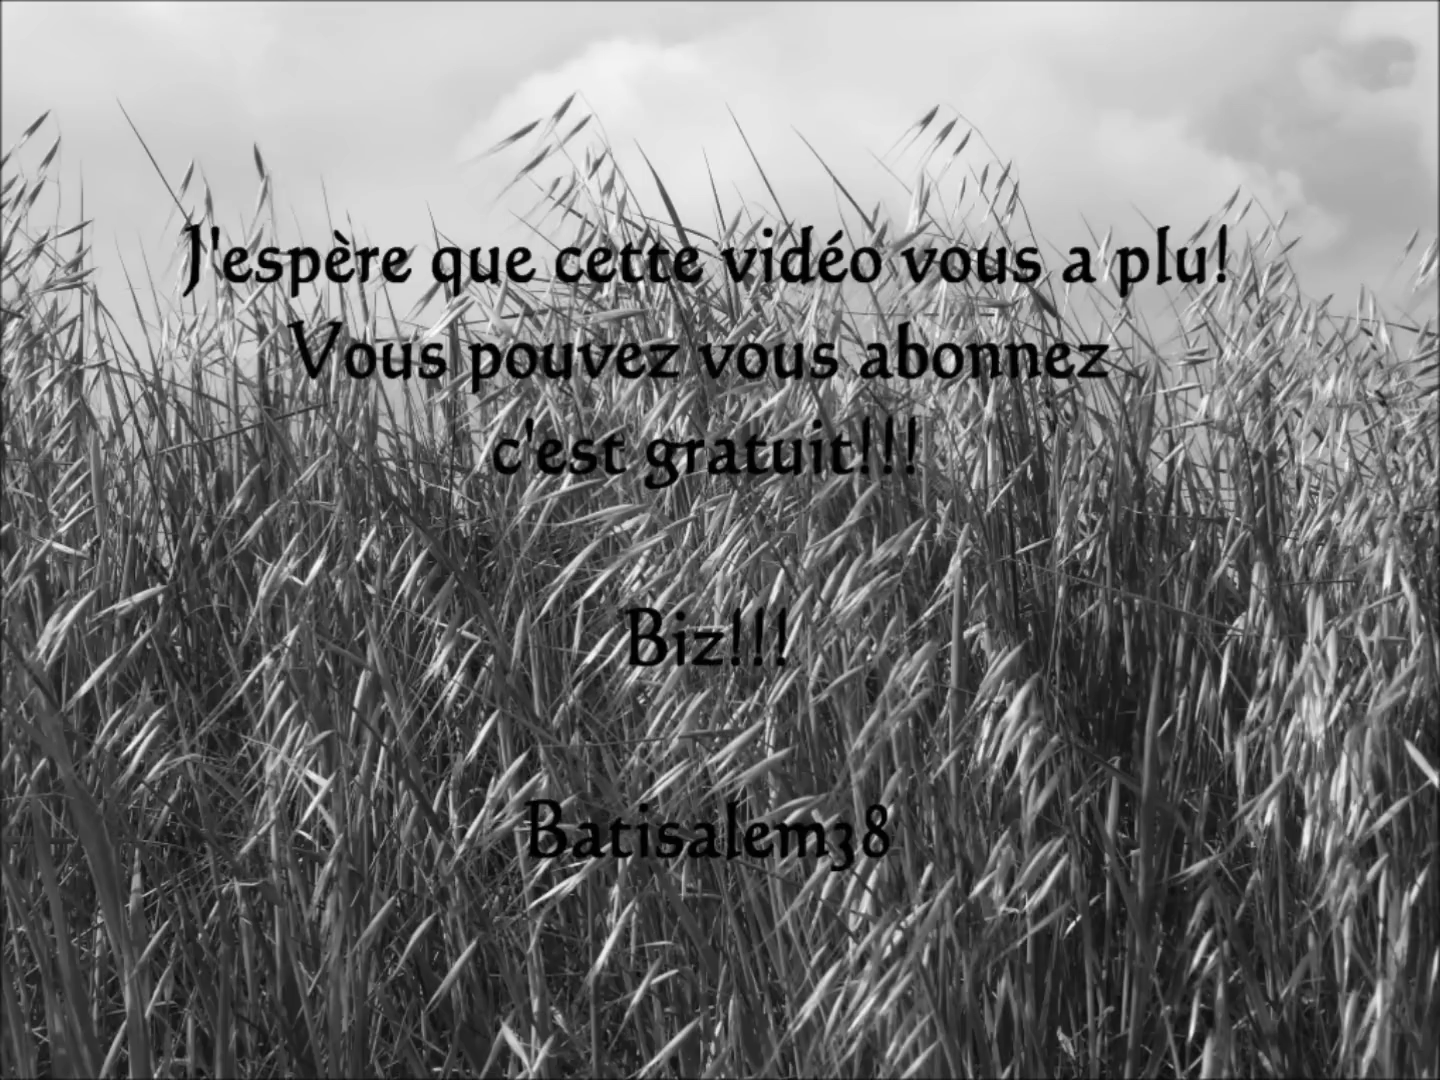 J'espère que cette vidéo vous a plu!
Vous pouvez vous abonnez
c'est gratuit!!!
Biz!!!
Batisalem38